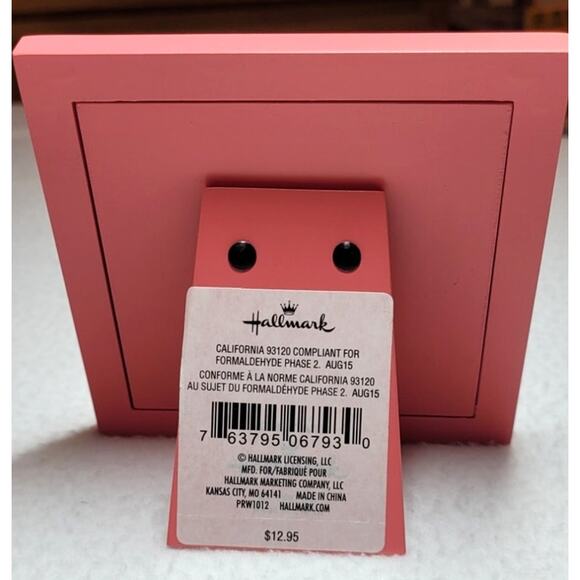 Hallmark
CALIFORNIA 93120 COMPLIANT FOR
FORMALDEHYDE PHASE 2. AUG15
CONFORME À LA NORME CALIFORNIA 93120
AU SUJET DU FORMALDÉHYDE PHASE 2. AUG15
7 63795 06793 0
© HALLMARK LICENSING, LLC
MFD. FOR/FABRIQUÉ POUR
HALLMARK MARKETING COMPANY, LLC
KANSAS CITY, MO 64141 MADE IN CHINA
PRW1012 HALLMARK.COM
$12.95